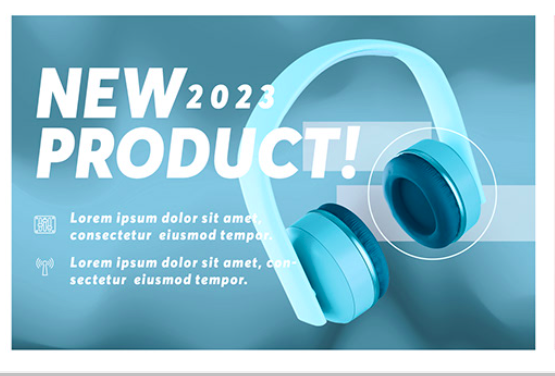 NEW 2023
PRODUCT!
Lorem ipsum dolor sit amet,
consectetur eiusmod tempor.
Lorem ipsum dolor sit amet, con-
sectetur eiusmod tempor.